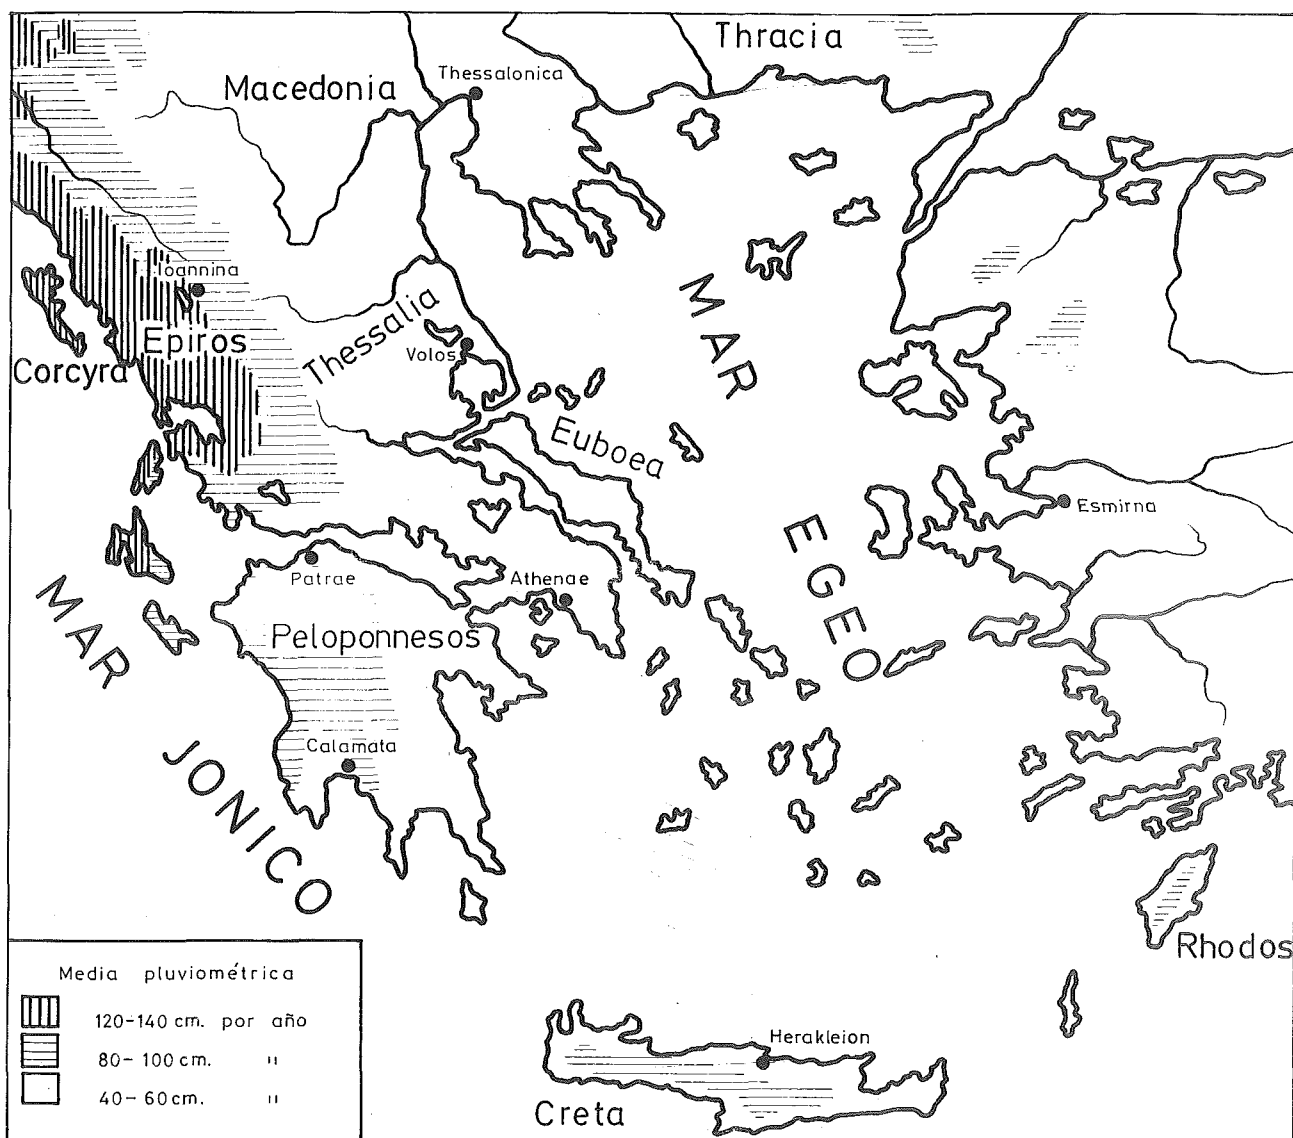 Thracia
Thessalonica
Macedonia
Ioannina
Epiros
Corcyra
Thessalia
Volos
Euboea
MAR EGEO
Esmirna
Patrae
Athenae
Peloponnesos
Calamata
MAR JONICO
Rhodos
Herakleion
Creta
Media pluviométrica
120-140 cm. por año
80-100 cm. "
40-60 cm. "